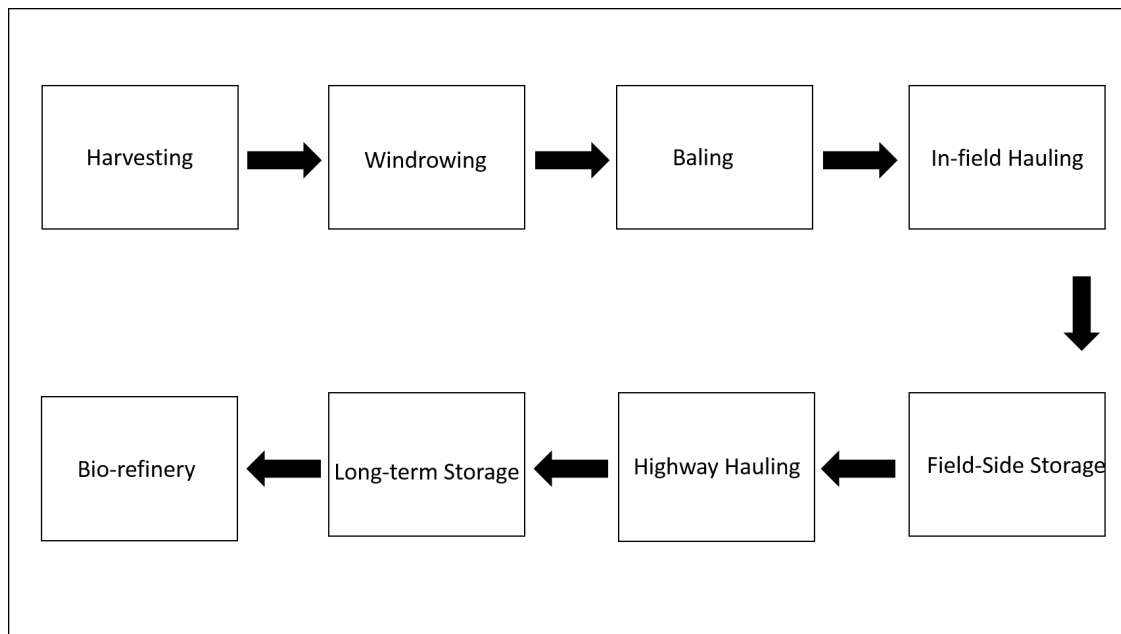 Harvesting
Windrowing
Baling
In-field Hauling
Field-Side Storage
Highway Hauling
Long-term Storage
Bio-refinery